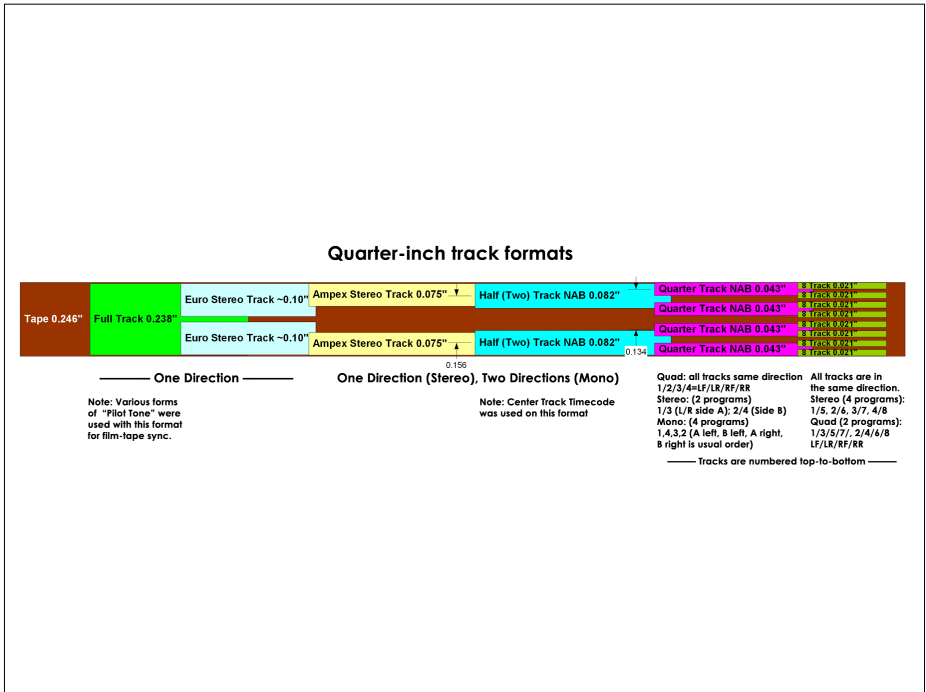 Quarter-inch track formats
Tape 0.246"
Full Track 0.238"
Euro Stereo Track ~0.10"
Euro Stereo Track ~0.10"
Ampex Stereo Track 0.075"
Ampex Stereo Track 0.075"
0.156
Half (Two) Track NAB 0.082"
Half (Two) Track NAB 0.082"
0.134
Quarter Track NAB 0.043"
Quarter Track NAB 0.043"
Quarter Track NAB 0.043"
Quarter Track NAB 0.043"
8 Track 0.021"
8 Track 0.021"
8 Track 0.021"
8 Track 0.021"
8 Track 0.021"
8 Track 0.021"
8 Track 0.021"
8 Track 0.021"
One Direction
Note: Various forms
of "Pilot Tone" were
used with this format
for film-tape sync.
One Direction (Stereo), Two Directions (Mono)
Note: Center Track Timecode
was used on this format
Quad: all tracks same direction
1/2/3/4=LF/LR/RF/RR
Stereo: (2 programs)
1/3 (L/R side A); 2/4 (Side B)
Mono: (4 programs)
1,4,3,2 (A left, B left, A right,
B right is usual order)
All tracks are in
the same direction.
Stereo (4 programs):
1/5, 2/6, 3/7, 4/8
Quad (2 programs):
1/3/5/7/, 2/4/6/8
LF/LR/RF/RR
Tracks are numbered top-to-bottom